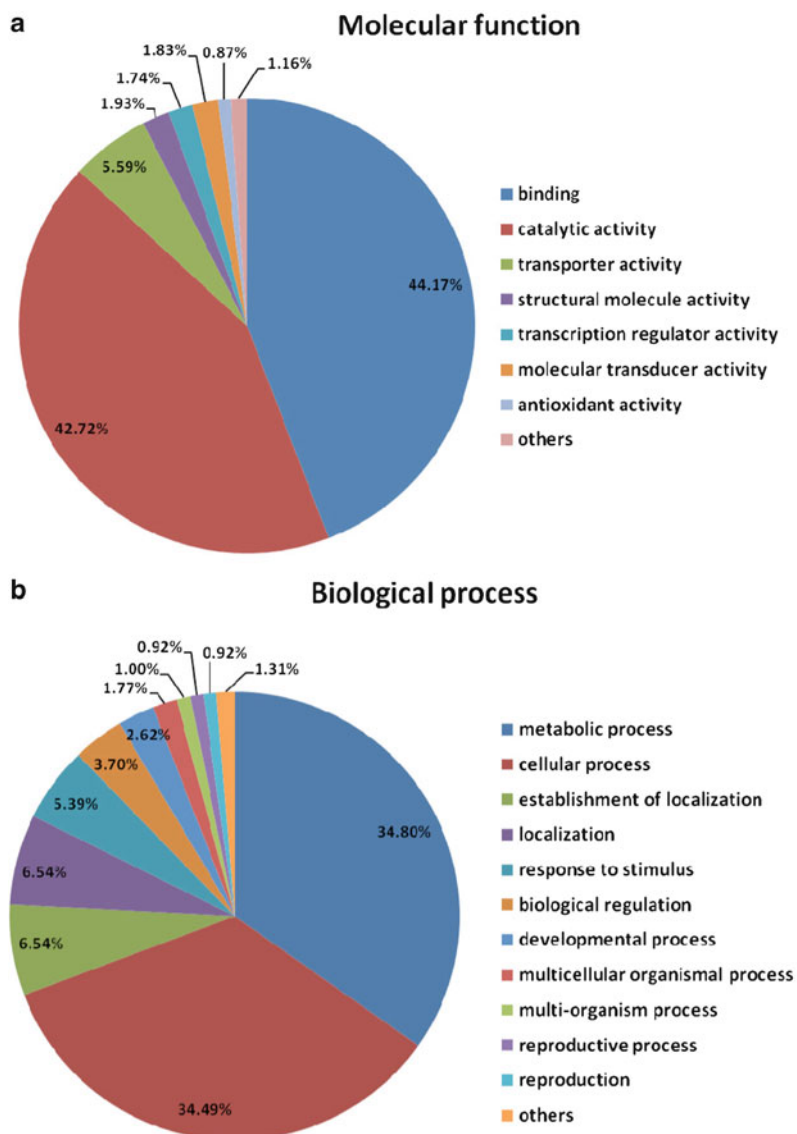 a
Molecular function
1.83%
0.87%
1.74%
1.16%
1.93%
5.59%
44.17%
42.72%
binding
catalytic activity
transporter activity
structural molecule activity
transcription regulator activity
molecular transducer activity
antioxidant activity
others
b
Biological process
0.92%
0.92%
1.00%
1.31%
1.77%
2.62%
3.70%
5.39%
6.54%
6.54%
34.80%
34.49%
metabolic process
cellular process
establishment of localization
localization
response to stimulus
biological regulation
developmental process
multicellular organismal process
multi-organism process
reproductive process
reproduction
others